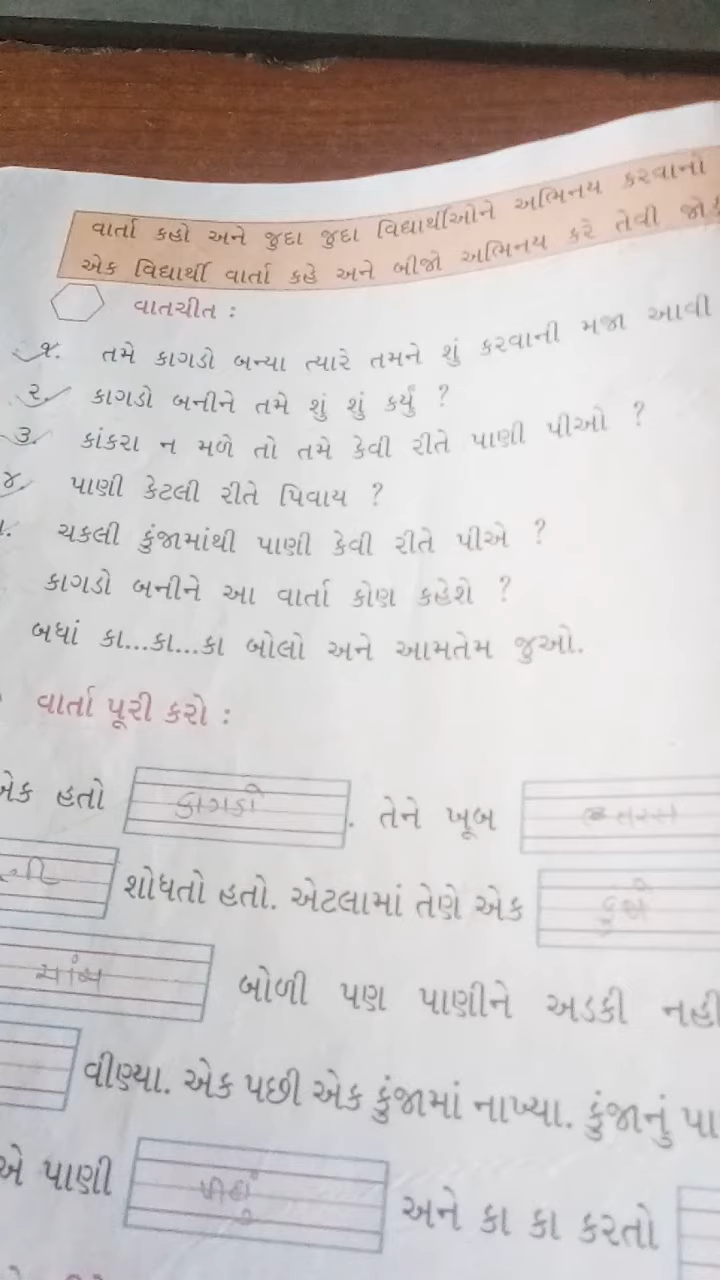 વાર્તા કહો અને જુદા જુદા વિદ્યાર્થીઓને અભિનય કરવાનો
એક વિદ્યાર્થી વાર્તા કહે અને બીજો અભિનય કરે તેવી
વાતચીત :
૧. તમે કાગડો બન્યા ત્યારે તમને શું કરવાની મજા આવી
૨. કાગડો બનીને તમે શું શું કર્યું ?
૩. કાંકરા ન મળે તો તમે કેવી રીતે પાણી પીઓ ?
૪. પાણી કેટલી રીતે પિવાય ?
ચકલી કુંજામાંથી પાણી કેવી રીતે પીએ ?
કાગડો બનીને આ વાર્તા કોણ કહેશે ?
બધાં કા...કા...કા બોલો અને આમતેમ જુઓ.
વાર્તા પૂરી કરો :
હતો કાગડો . તેને ખૂબ તરસ
શોધતો હતો. એટલામાં તેણે એક કુંજો
ચાંચ બોળી પણ પાણીને અડકી નહી
વીણ્યા. એક પછી એક કુંજામાં નાખ્યા. કુંજાનું
પાણી પીધું અને કા કા કરતો